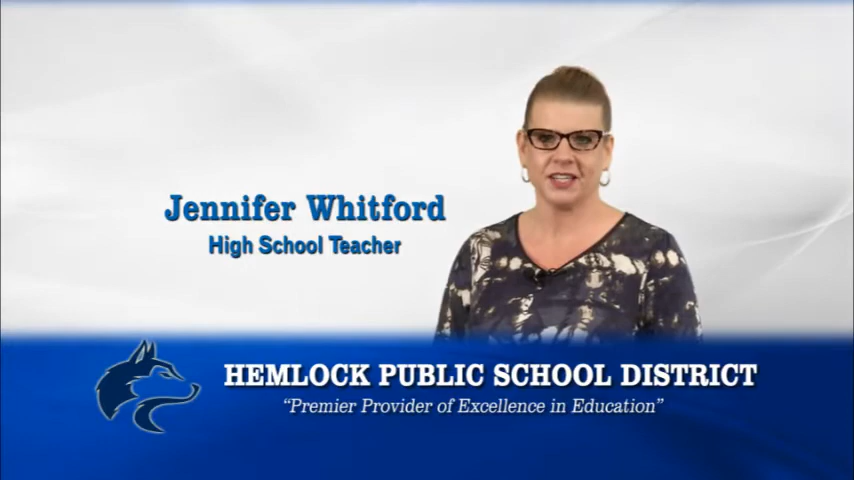 Jennifer Whitford
High School Teacher
HEMLOCK PUBLIC SCHOOL DISTRICT
“Premier Provider of Excellence in Education”